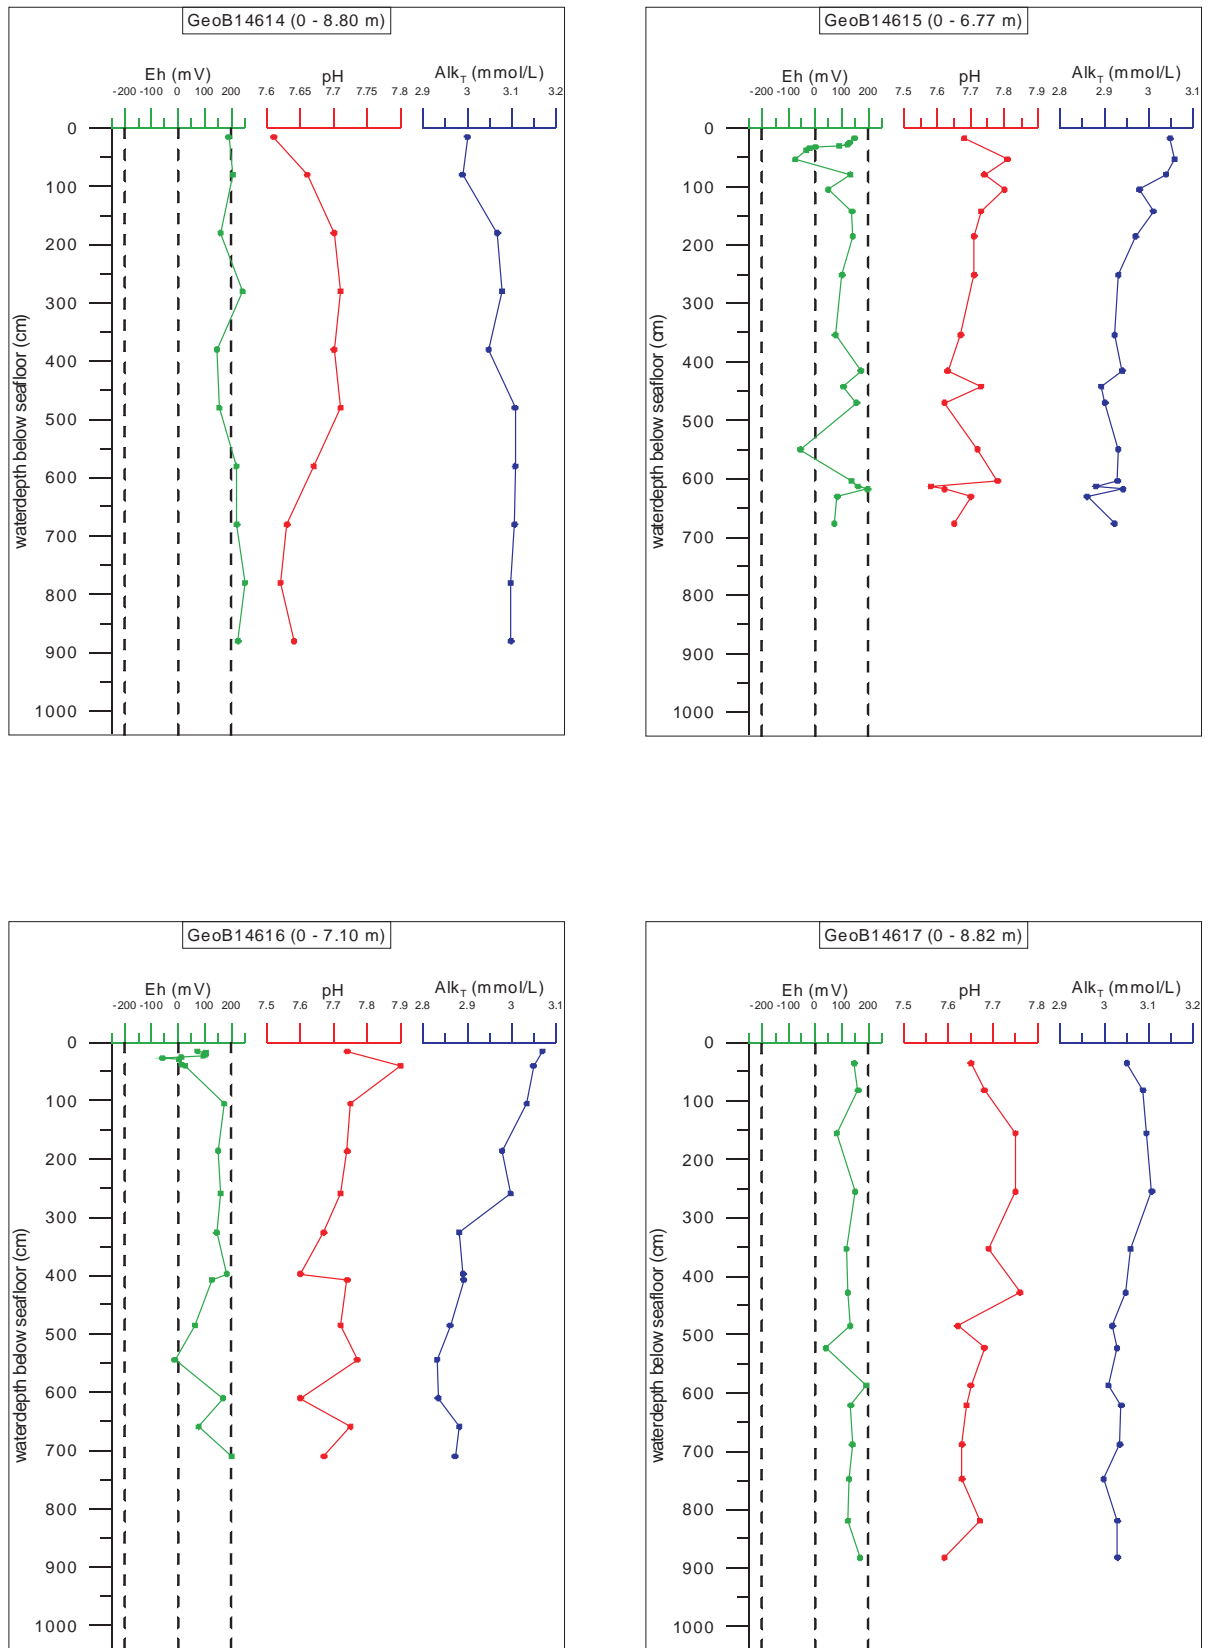 GeoB14614 (0 - 8.80 m)
Eh (mV) pH Alk_T (mmol/L)
-200 -100 0 100 200 7.6 7.65 7.7 7.75 7.8 2.9 3 3.1 3.2
0
100
200
300
400
500
600
700
800
900
1000
waterdepth below seafloor (cm)
GeoB14615 (0 - 6.77 m)
Eh (mV) pH Alk_T (mmol/L)
-200 -100 0 100 200 7.5 7.6 7.7 7.8 7.9 2.8 2.9 3 3.1
0
100
200
300
400
500
600
700
800
900
1000
waterdepth below seafloor (cm)
GeoB14616 (0 - 7.10 m)
Eh (mV) pH Alk_T (mmol/L)
-200 -100 0 100 200 7.5 7.6 7.7 7.8 7.9 2.8 2.9 3 3.1
0
100
200
300
400
500
600
700
800
900
1000
waterdepth below seafloor (cm)
GeoB14617 (0 - 8.82 m)
Eh (mV) pH Alk_T (mmol/L)
-200 -100 0 100 200 7.5 7.6 7.7 7.8 2.9 3 3.1 3.2
0
100
200
300
400
500
600
700
800
900
1000
waterdepth below seafloor (cm)